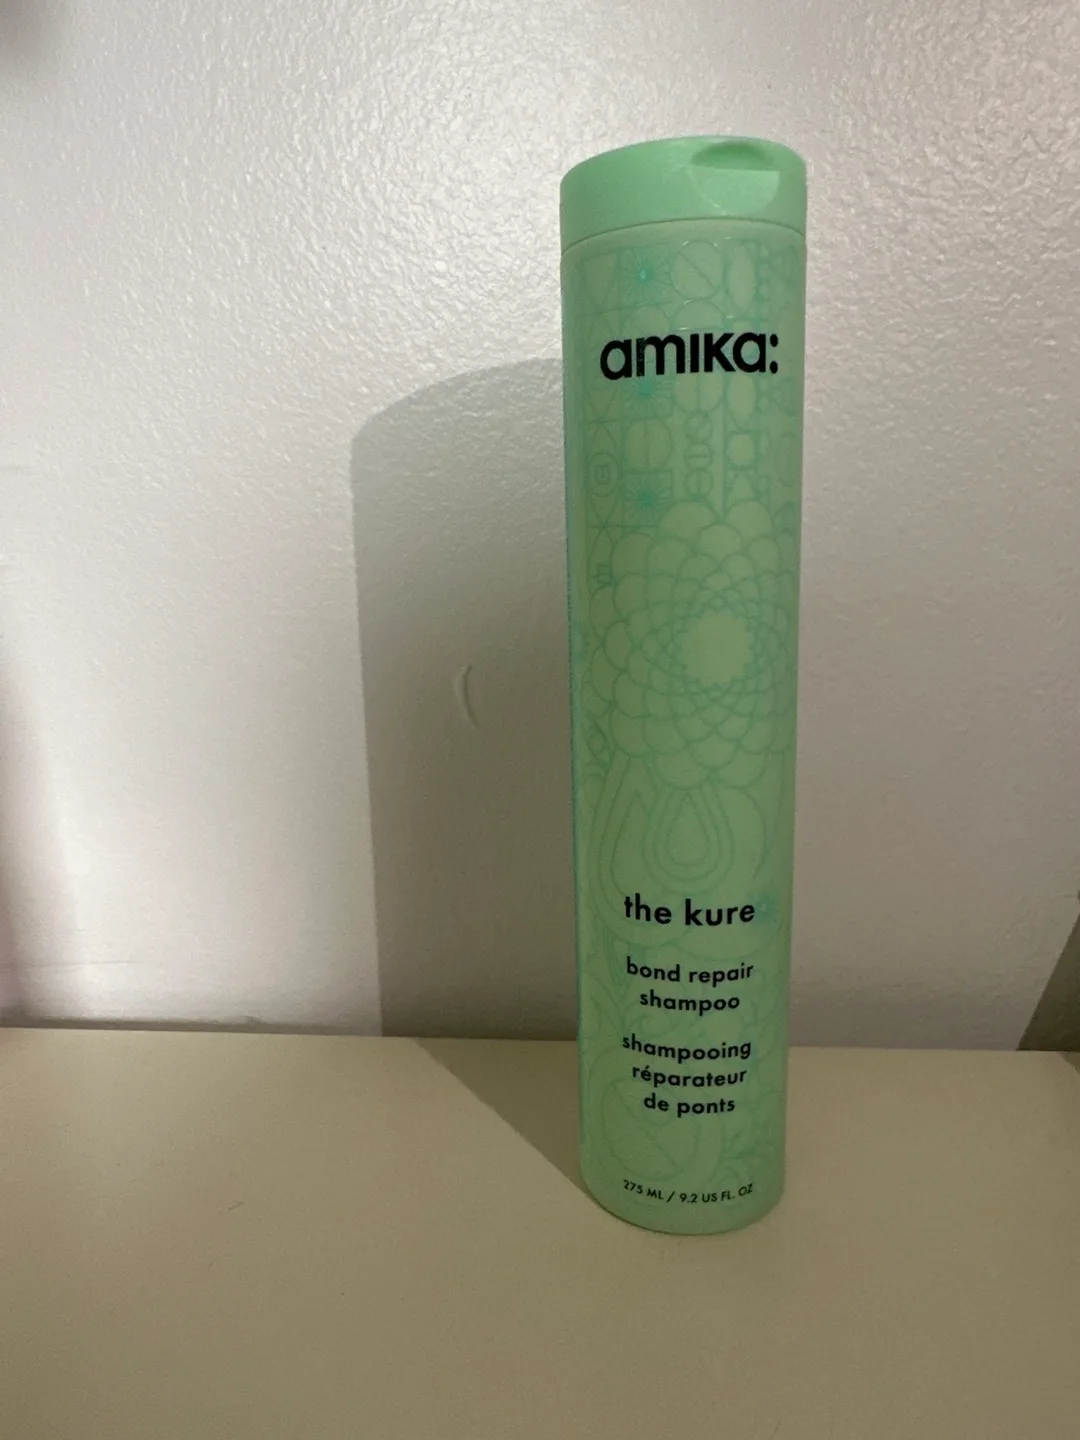 amika:
the kure
bond repair
shampoo
shampooing
réparateur
de ponts
275 ML / 9.2 US FL. OZ